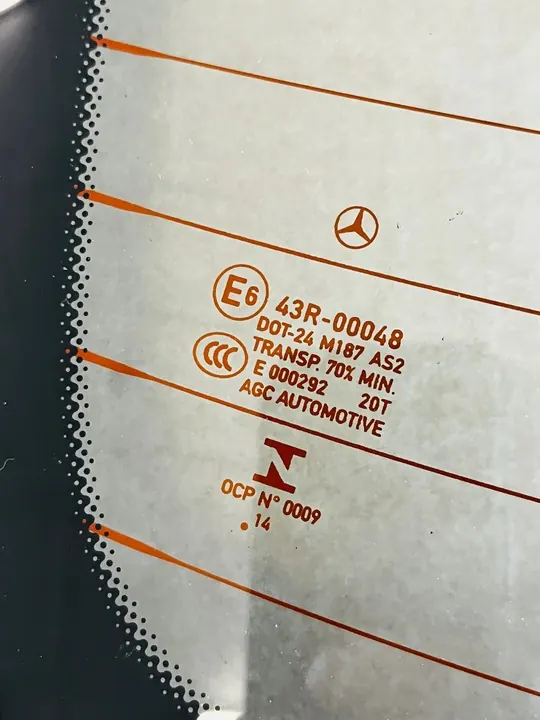 E6 43R-00048
DOT-24 M187 AS2
CCC TRANSP. 70% MIN.
E 000292 20T
AGC AUTOMOTIVE
OCP N° 0009
.14